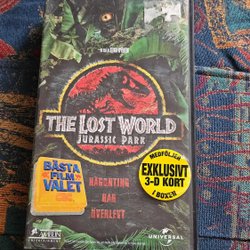 THE LOST WORLD
JURASSIC PARK
BÄSTA
FILM
VALET
MEDFÖLJER
EXKLUSIVT
3-D KORT
I BOXEN
NÅGONTING
HAR
ÖVERLEVT
UNIVERSAL